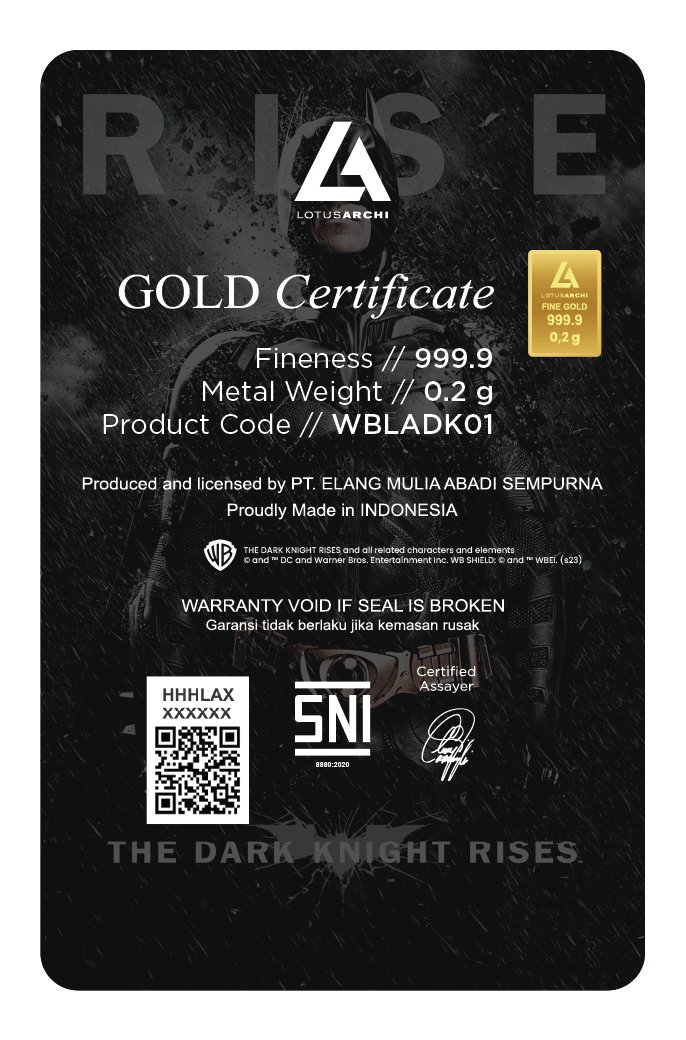 RISE
LA
LOTUSARCHI
GOLD Certificate
LA
LOTUSARCHI
FINE GOLD
999.9
0,2 g
Fineness // 999.9
Metal Weight // 0.2 g
Product Code // WBLADK01
Produced and licensed by PT. ELANG MULIA ABADI SEMPURNA
Proudly Made in INDONESIA
WB
THE DARK KNIGHT RISES and all related characters and elements
© and ™ DC and Warner Bros. Entertainment Inc. WB SHIELD: © and ™ WBEI. (s23)
WARRANTY VOID IF SEAL IS BROKEN
Garansi tidak berlaku jika kemasan rusak
HHHLAX
XXXXXX
SNI
8880:2020
Certified
Assayer
THE DARK KNIGHT RISES